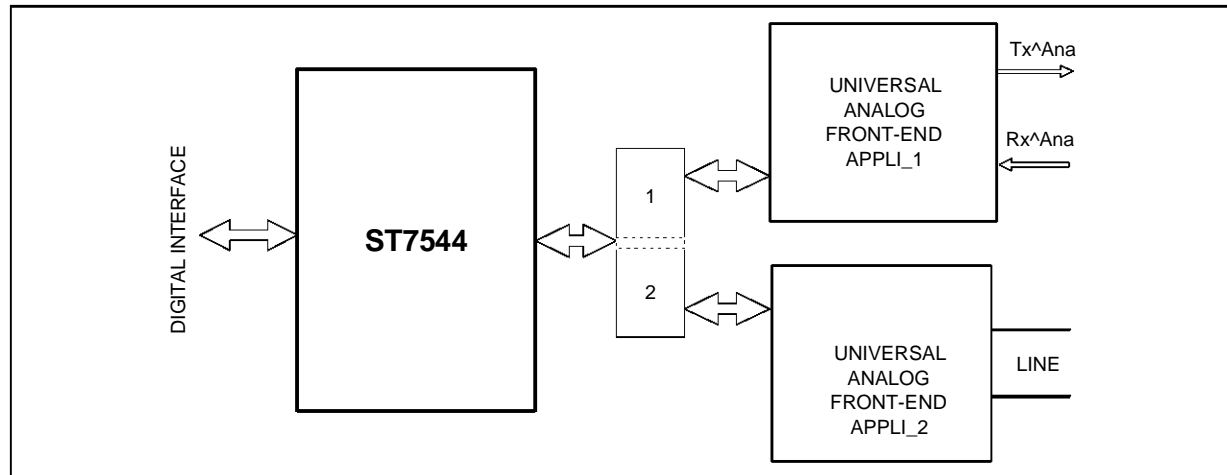 DIGITAL INTERFACE
ST7544
1
2
UNIVERSAL
ANALOG
FRONT-END
APPLI_1
Tx^Ana
Rx^Ana
UNIVERSAL
ANALOG
FRONT-END
APPLI_2
LINE